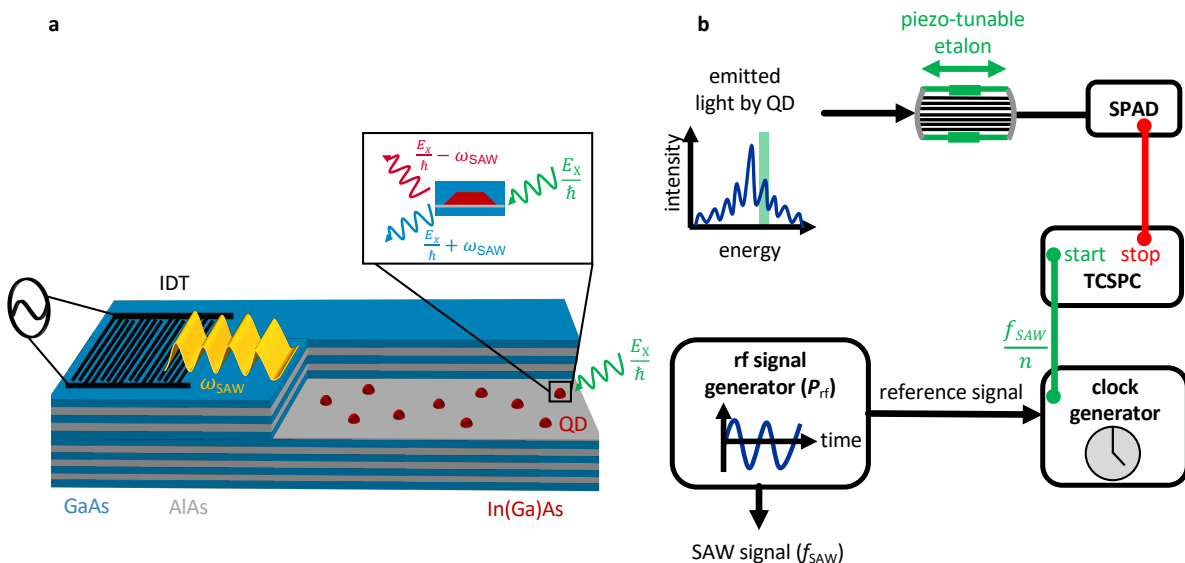 a
E_X/ħ − ω_SAW
E_X/ħ
E_X/ħ + ω_SAW
IDT
ω_SAW
E_X/ħ
QD
GaAs
AlAs
In(Ga)As
b
piezo-tunable
etalon
emitted
light by QD
SPAD
intensity
energy
start
stop
TCSPC
f_SAW/n
rf signal
generator (P_rf)
time
reference signal
clock
generator
SAW signal (f_SAW)